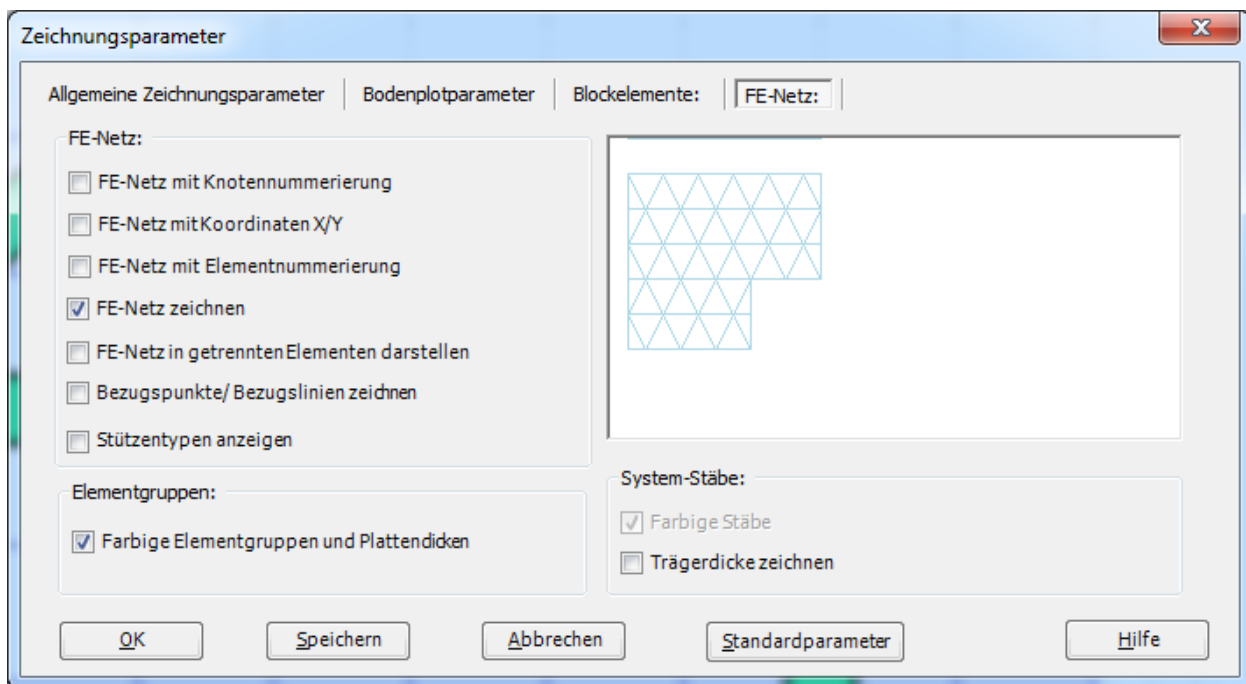 Zeichnungsparameter
Allgemeine Zeichnungsparameter
Bodenplotparameter
Blockelemente:
FE-Netz:
FE-Netz:
FE-Netz mit Knotennummerierung
FE-Netz mit Koordinaten X/Y
FE-Netz mit Elementnummerierung
FE-Netz zeichnen
FE-Netz in getrennten Elementen darstellen
Bezugspunkte/ Bezugslinien zeichnen
Stützentypen anzeigen
Elementgruppen:
Farbige Elementgruppen und Plattendicken
System-Stäbe:
Farbige Stäbe
Trägerdicke zeichnen
OK
Speichern
Abbrechen
Standardparameter
Hilfe